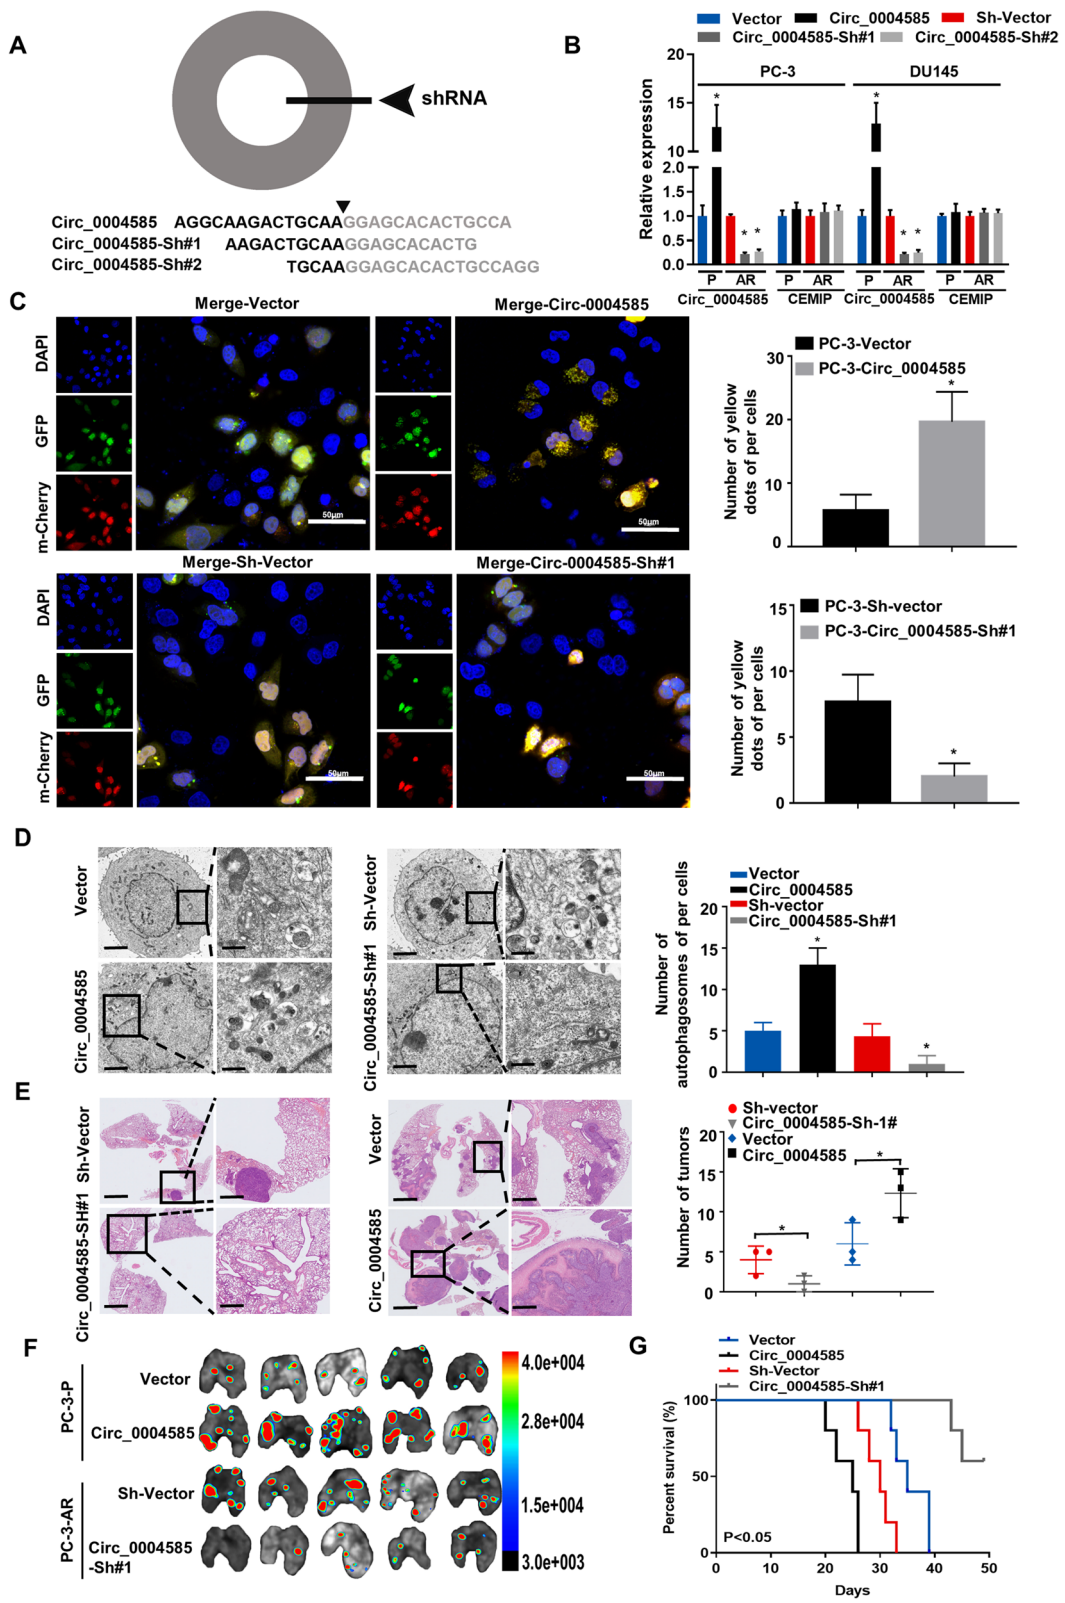 A
shRNA
Circ_0004585 AGGCAAGACTGCAAGGAGCACACTGCCA
Circ_0004585-Sh#1 AAGACTGCAAGGAGCACACTG
Circ_0004585-Sh#2 TGCAAGGAGCACACTGCCAGG
B
Vector Circ_0004585 Sh-Vector
Circ_0004585-Sh#1 Circ_0004585-Sh#2
PC-3 DU145
Relative expression
20
15
10
2.0
1.5
1.0
0.5
0.0
* * * * * *
P AR P AR P AR P AR
Circ_0004585 CEMIP Circ_0004585 CEMIP
C
Merge-Vector Merge-Circ-0004585
DAPI
GFP
m-Cherry
50μm 50μm
PC-3-Vector
PC-3-Circ_0004585
Number of yellow
dots of per cells
30
20
10
0
*
Merge-Sh-Vector Merge-Circ-0004585-Sh#1
DAPI
GFP
m-Cherry
50μm 50μm
PC-3-Sh-vector
PC-3-Circ_0004585-Sh#1
Number of yellow
dots of per cells
15
10
5
0
*
D
Vector
Circ_0004585
Sh-Vector
Circ_0004585-Sh#1
Vector
Circ_0004585
Sh-vector
Circ_0004585-Sh#1
Number of
autophagosomes of per cells
20
15
10
5
0
* *
E
Sh-Vector
Circ_0004585-SH#1
Vector
Circ_0004585
Sh-vector
Circ_0004585-Sh-1#
Vector
Circ_0004585
Number of tumors
20
15
10
5
0
* *
F
PC-3-P
Vector
Circ_0004585
PC-3-AR
Sh-Vector
Circ_0004585
-Sh#1
4.0e+004
2.8e+004
1.5e+004
3.0e+003
G
Vector
Circ_0004585
Sh-Vector
Circ_0004585-Sh#1
Percent survival (%)
100
50
0
P<0.05
0 10 20 30 40 50
Days